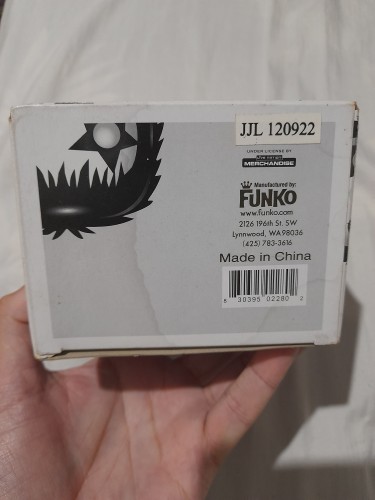 JJL 120922
UNDER LICENSE BY
MERCHANDISE
Manufactured by:
FUNKO
www.funko.com
2126 196th St. SW
Lynnwood, WA 98036
(425) 783-3616
Made in China
5 30395 02280 2